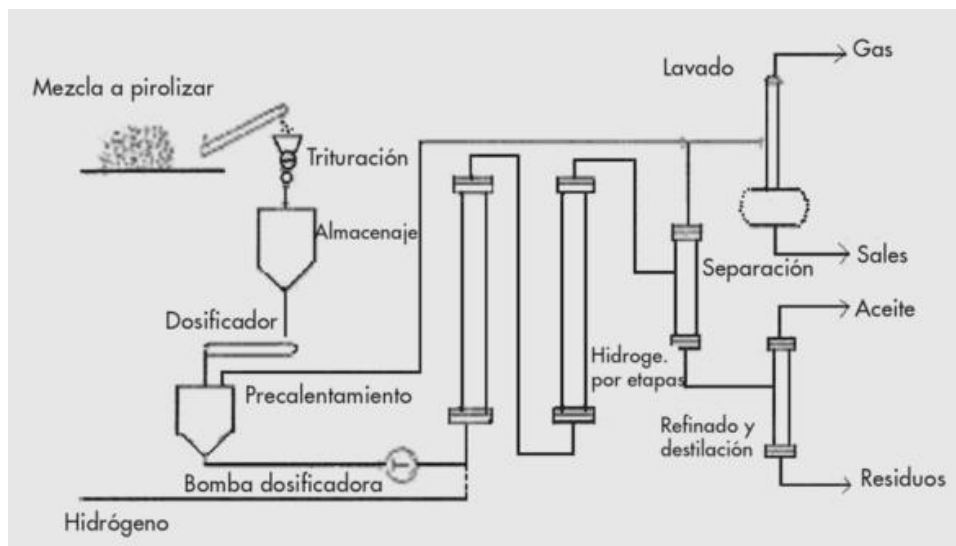 Gas
Lavado
Mezcla a pirolizar
Trituración
Almacenaje
Separación
Sales
Dosificador
Aceite
Hidroge.
por etapas
Precalentamiento
Refinado y
destilación
Bomba dosificadora
Residuos
Hidrógeno